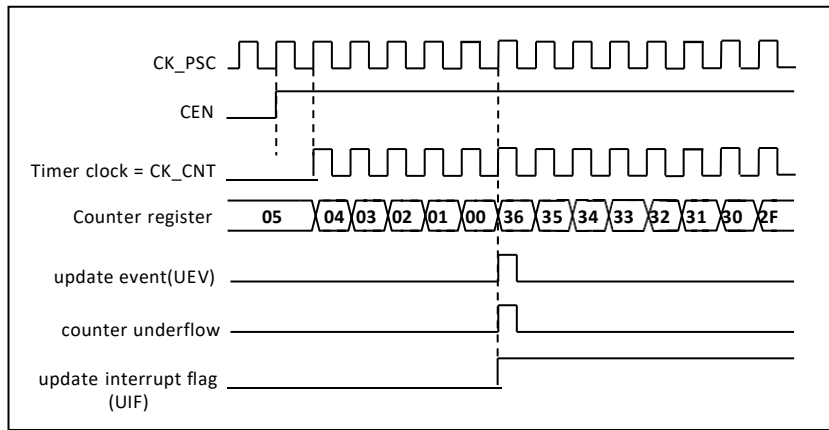 CK_PSC
CEN
Timer clock = CK_CNT
Counter register 05 04 03 02 01 00 36 35 34 33 32 31 30 2F
update event(UEV)
counter underflow
update interrupt flag
(UIF)